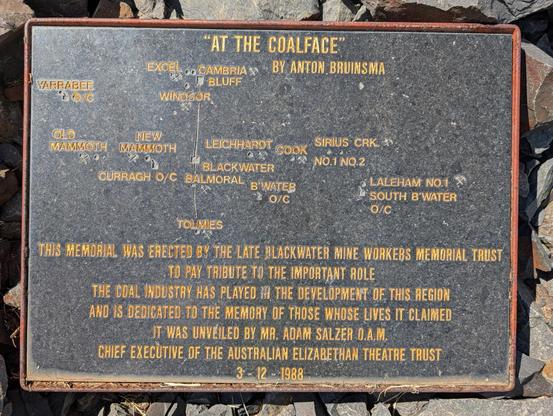 "AT THE COALFACE"
BY ANTON BRUINSMA
EXCEL
CAMBRIA
BLUFF
YARRABEE
O/C
WINDSOR
OLD
MAMMOTH
NEW
MAMMOTH
LEICHHARDT
COOK
SIRIUS CRK.
NO.1 NO.2
BLACKWATER
CURRAGH O/C
BALMORAL
B'WATER
O/C
LALEHAM NO.1
SOUTH B'WATER
O/C
TOLMIES
THIS MEMORIAL WAS ERECTED BY THE LATE BLACKWATER MINE WORKERS MEMORIAL TRUST
TO PAY TRIBUTE TO THE IMPORTANT ROLE
THE COAL INDUSTRY HAS PLAYED IN THE DEVELOPMENT OF THIS REGION
AND IS DEDICATED TO THE MEMORY OF THOSE WHOSE LIVES IT CLAIMED
IT WAS UNVEILED BY MR. ADAM SALZER O.A.M.
CHIEF EXECUTIVE OF THE AUSTRALIAN ELIZABETHAN THEATRE TRUST
3-12-1988